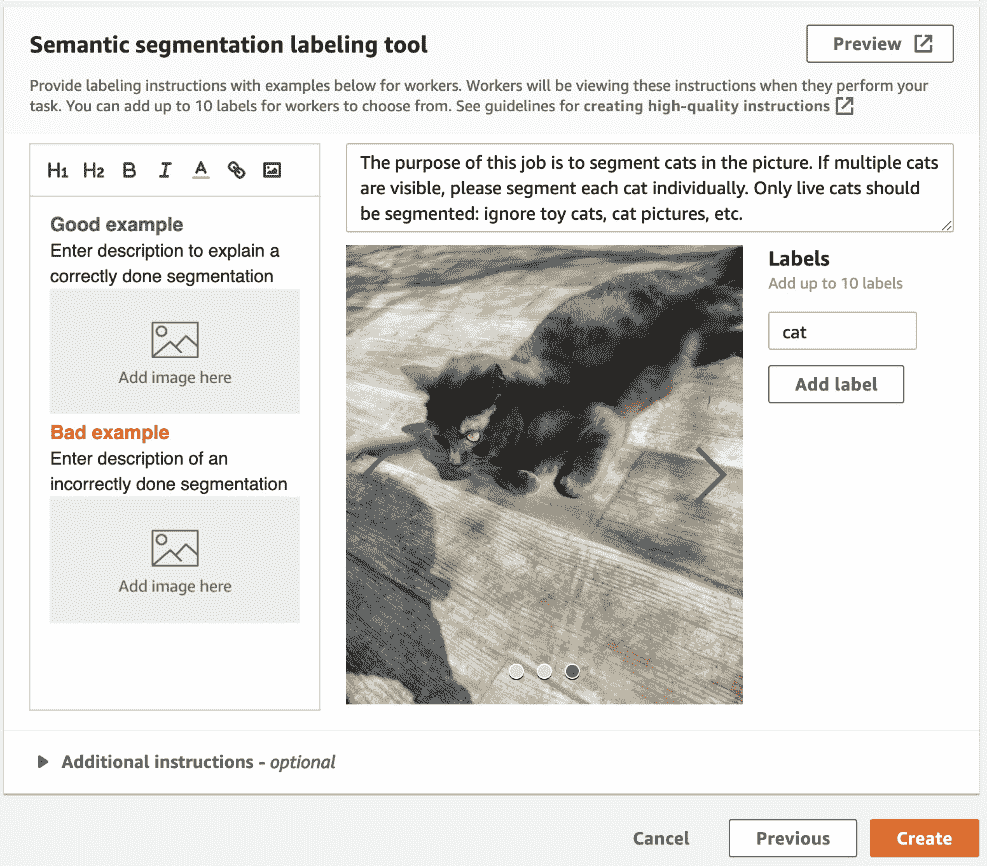 Semantic segmentation labeling tool
Preview
Provide labeling instructions with examples below for workers. Workers will be viewing these instructions when they perform your
task. You can add up to 10 labels for workers to choose from. See guidelines for creating high-quality instructions
H1 H2 B I A
Good example
Enter description to explain a
correctly done segmentation
Add image here
Bad example
Enter description of an
incorrectly done segmentation
Add image here
The purpose of this job is to segment cats in the picture. If multiple cats
are visible, please segment each cat individually. Only live cats should
be segmented: ignore toy cats, cat pictures, etc.
Labels
Add up to 10 labels
cat
Add label
Additional instructions - optional
Cancel
Previous
Create